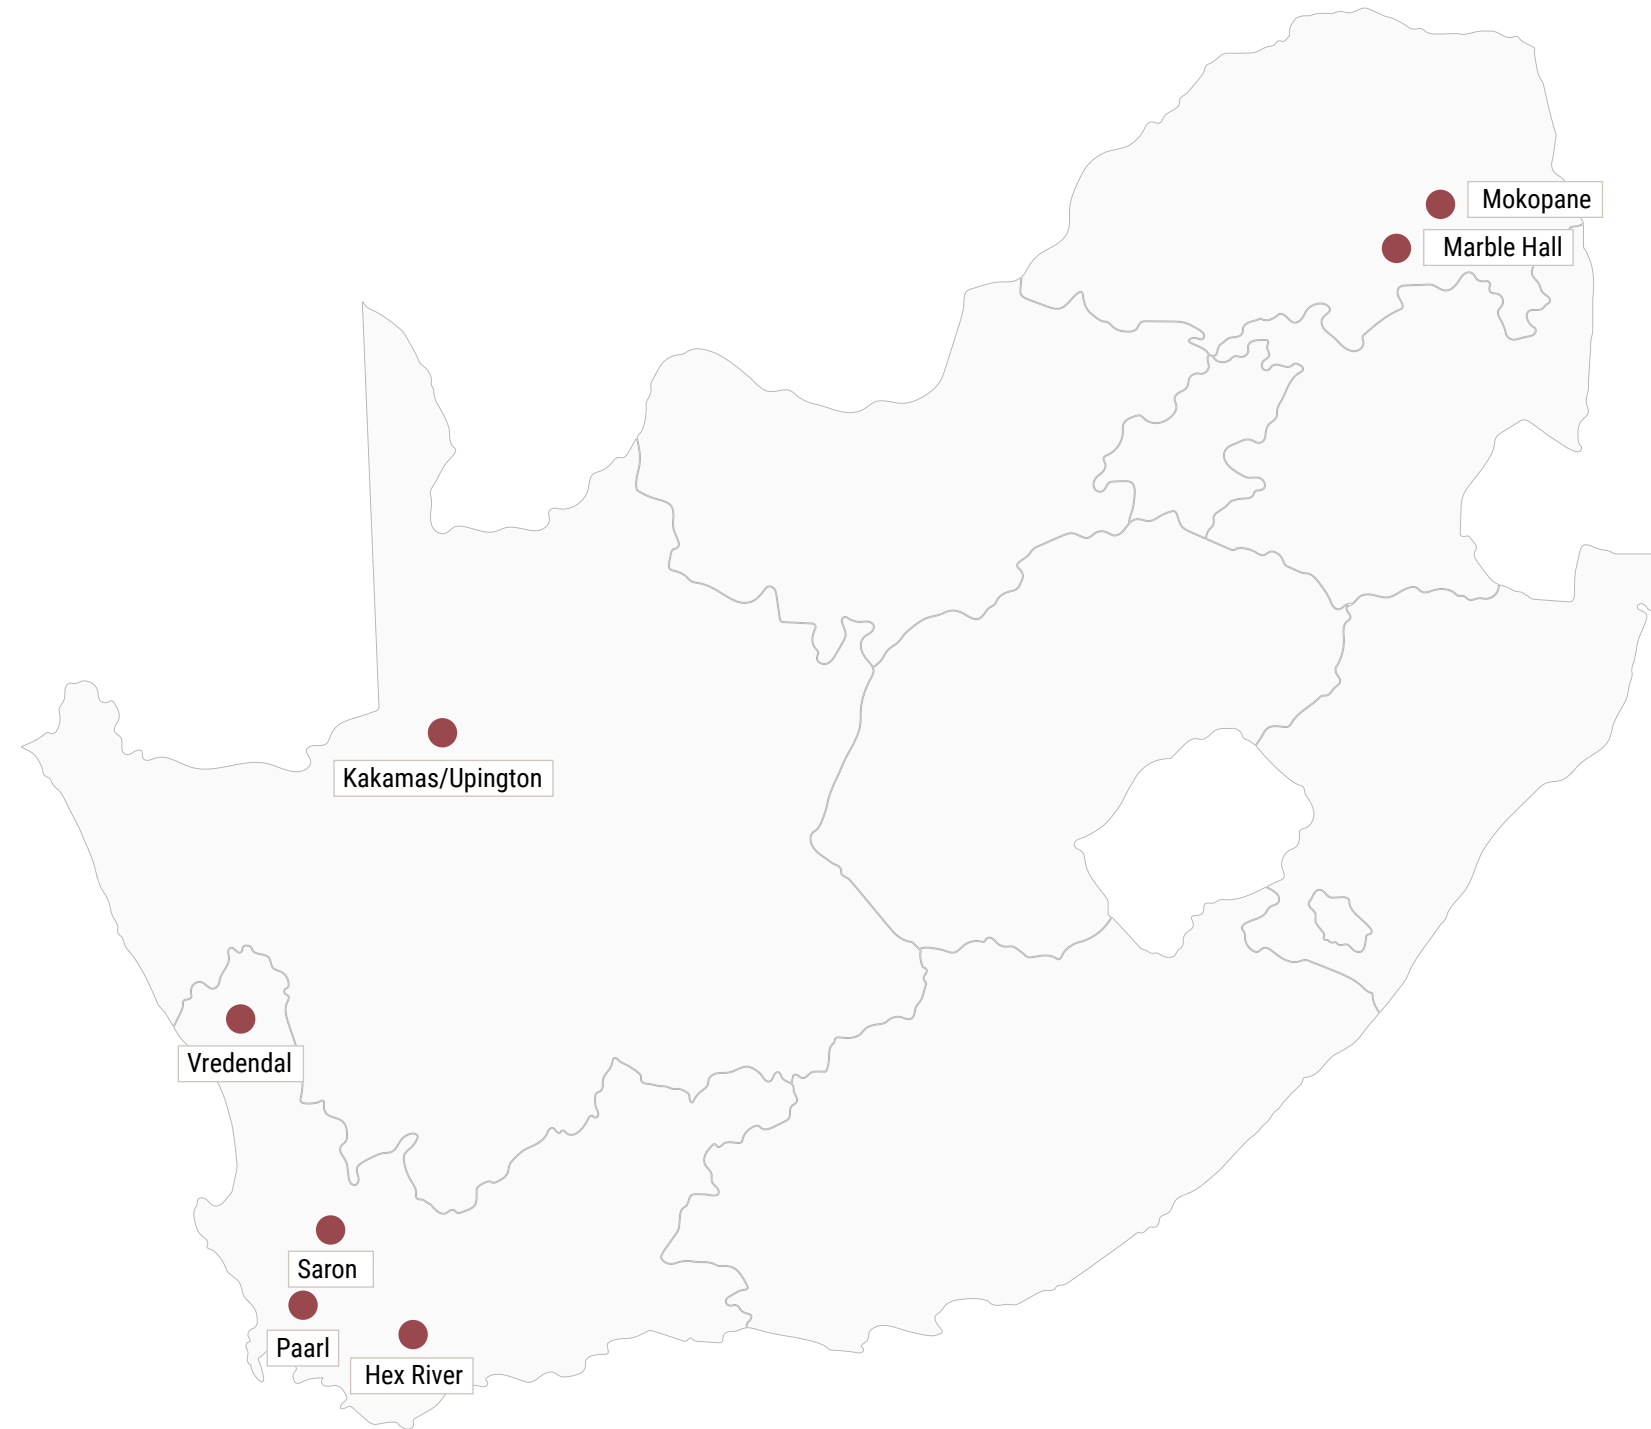 Mokopane
Marble Hall
Kakamas/Upington
Vredendal
Saron
Paarl
Hex River